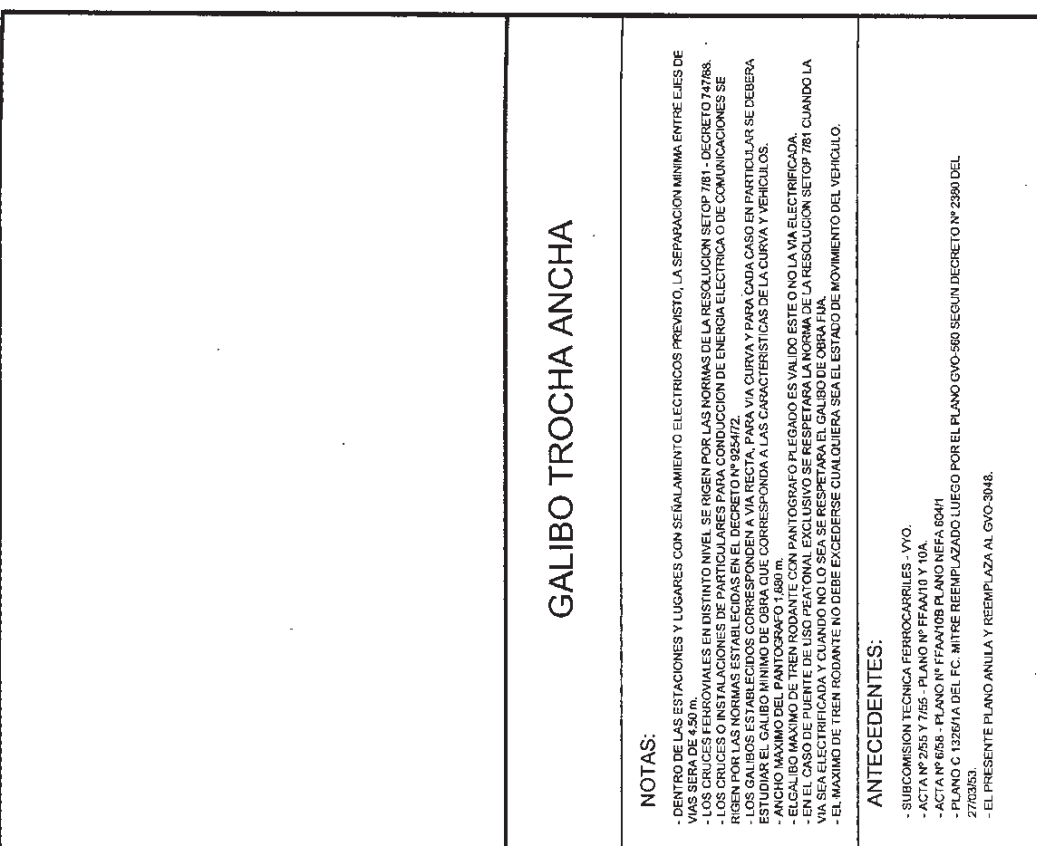 GALIBO TROCHA ANCHA
NOTAS:
- DENTRO DE LAS ESTACIONES Y LUGARES CON SEÑALAMIENTO ELECTRICOS PREVISTO, LA SEPARACION MINIMA ENTRE EJES DE
VIAS SERA DE 4.50 m.
- LOS CRUCES FERROVIALES EN DISTINTO NIVEL SE RIGEN POR LAS NORMAS DE LA RESOLUCION SETOP 7/81 - DECRETO 747/88.
- LOS CRUCES O INSTALACIONES DE PARTICULARES PARA CONDUCCION DE ENERGIA ELECTRICA O DE COMUNICACIONES SE
RIGEN POR LAS NORMAS ESTABLECIDAS EN EL DECRETO Nº 9254/72.
- LOS GALIBOS ESTABLECIDOS CORRESPONDEN A VIA RECTA, PARA VIA CURVA Y PARA CADA CASO EN PARTICULAR SE DEBERA
ESTUDIAR EL GALIBO MINIMO DE OBRA QUE CORRESPONDA A LAS CARACTERISTICAS DE LA CURVA Y VEHICULOS.
- ANCHO MAXIMO DEL PANTOGRAFO 1,880 m.
- ELGALIBO MAXIMO DE TREN RODANTE CON PANTOGRAFO PLEGADO ES VALIDO ESTE O NO LA VIA ELECTRIFICADA.
- EN EL CASO DE PUENTE DE USO PEATONAL EXCLUSIVO SE RESPETARA LA NORMA DE LA RESOLUCION SETOP 7/81 CUANDO LA
VIA SEA ELECTRIFICADA Y CUANDO NO LO SEA SE RESPETARA EL GALIBO DE OBRA FIJA.
- EL MAXIMO DE TREN RODANTE NO DEBE EXCEDERSE CUALQUIERA SEA EL ESTADO DE MOVIMIENTO DEL VEHICULO.
ANTECEDENTES:
- SUBCOMISION TECNICA FERROCARRILES - VYO.
- ACTA Nº 2/55 Y 7/55 - PLANO Nº FFAA/10 Y 10A.
- ACTA Nº 6/58 - PLANO Nº FFAA/10B PLANO NEFA 604/1
- PLANO C 1326/1A DEL FC. MITRE REEMPLAZADO LUEGO POR EL PLANO GVO-560 SEGUN DECRETO Nº 2380 DEL
27/03/53.
- EL PRESENTE PLANO ANULA Y REEMPLAZA AL GVO-3048.